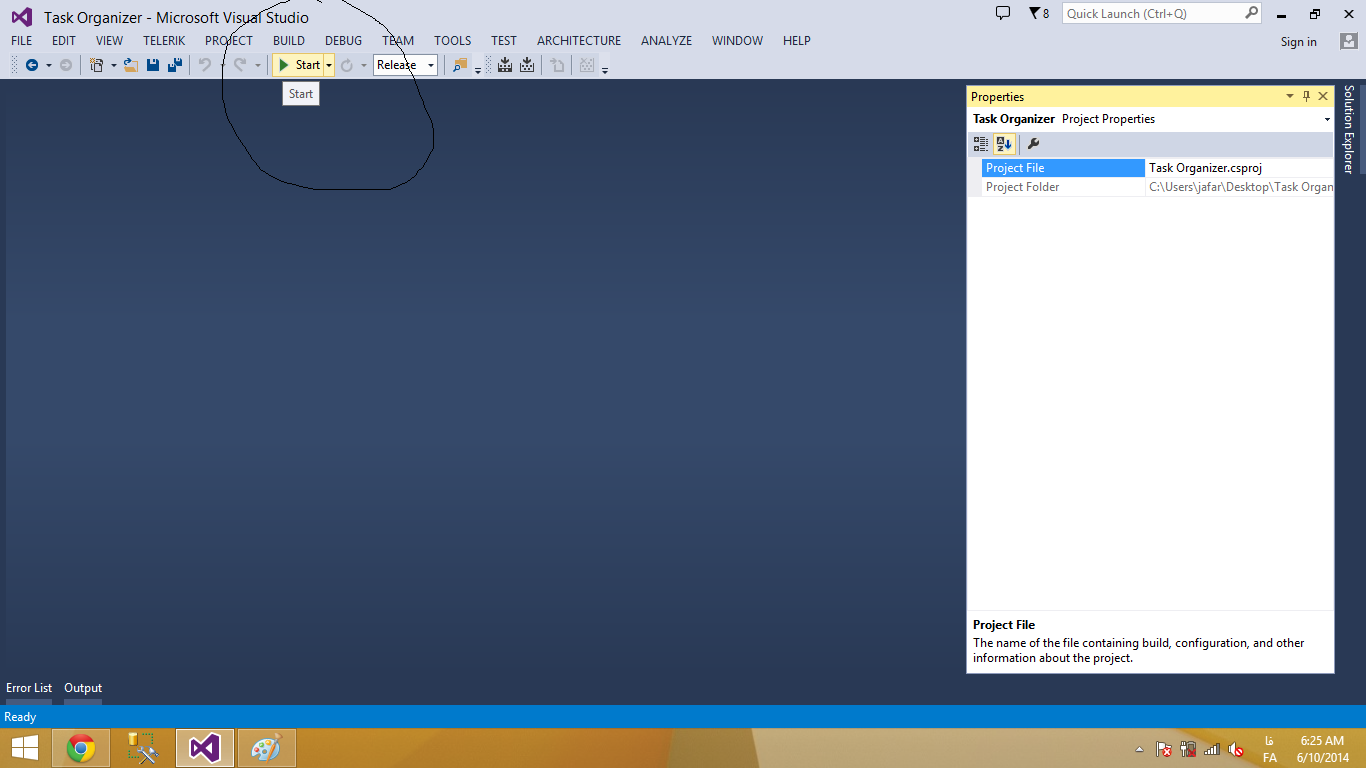 Task Organizer - Microsoft Visual Studio
8
Quick Launch (Ctrl+Q)
FILE EDIT VIEW TELERIK PROJECT BUILD DEBUG TEAM TOOLS TEST ARCHITECTURE ANALYZE WINDOW HELP
Sign in
Start
Release
Start
Properties
Task Organizer Project Properties
Project File Task Organizer.csproj
Project Folder C:\Users\jafar\Desktop\Task Organ
Project File
The name of the file containing build, configuration, and other
information about the project.
Solution Explorer
Error List Output
Ready
فا
FA
6:25 AM
6/10/2014